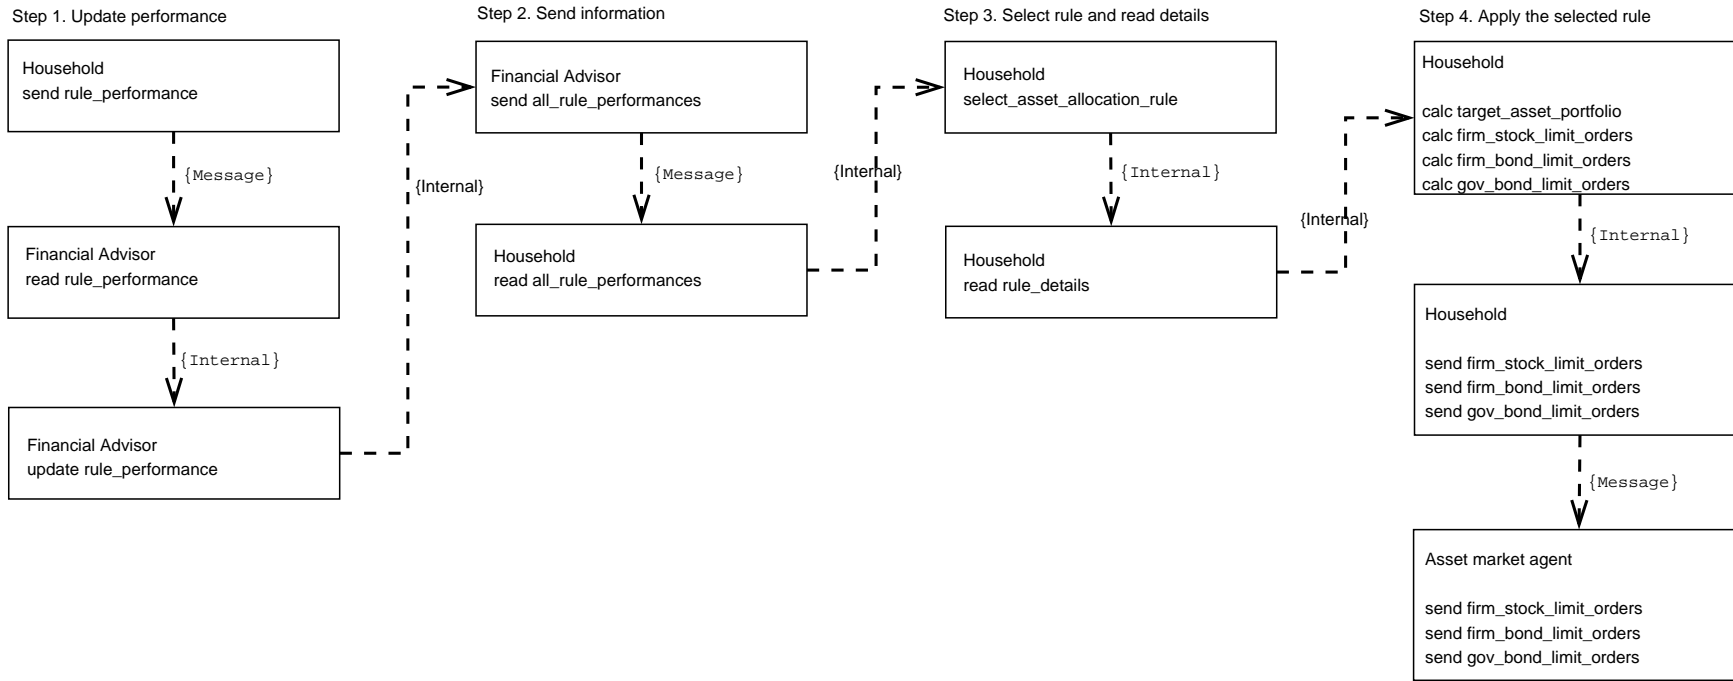 Step 1. Update performance
Household
send rule_performance
{Message}
Financial Advisor
read rule_performance
{Internal}
Financial Advisor
update rule_performance
{Internal}
Step 2. Send information
Financial Advisor
send all_rule_performances
{Message}
Household
read all_rule_performances
{Internal}
Step 3. Select rule and read details
Household
select_asset_allocation_rule
{Internal}
Household
read rule_details
{Internal}
Step 4. Apply the selected rule
Household
calc target_asset_portfolio
calc firm_stock_limit_orders
calc firm_bond_limit_orders
calc gov_bond_limit_orders
{Internal}
Household
send firm_stock_limit_orders
send firm_bond_limit_orders
send gov_bond_limit_orders
{Message}
Asset market agent
send firm_stock_limit_orders
send firm_bond_limit_orders
send gov_bond_limit_orders